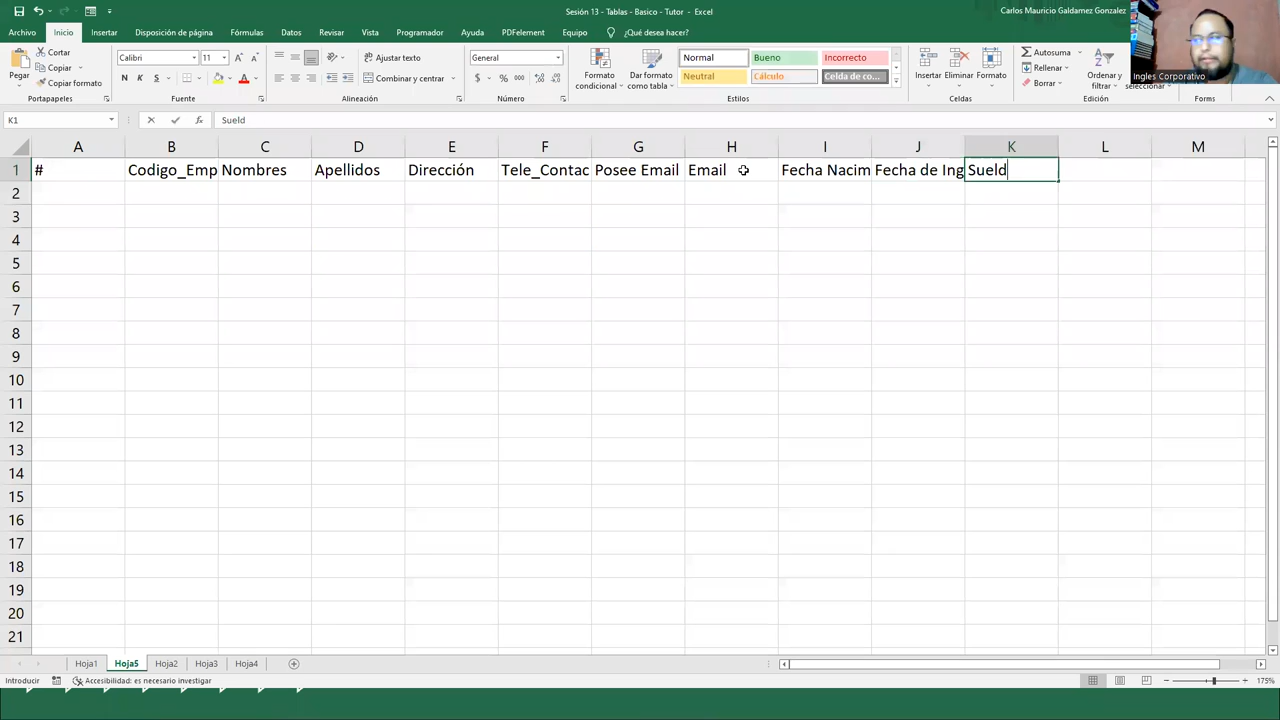 Sesión 13 - Tablas - Basico - Tutor - Excel
Carlos Mauricio Galdamez Gonzalez
Archivo Inicio Insertar Disposición de página Fórmulas Datos Revisar Vista Programador Ayuda PDFelement Equipo ¿Qué desea hacer?
Pegar
Cortar
Copiar
Copiar formato
Portapapeles
Calibri 11
N K S
Fuente
Ajustar texto
Combinar y centrar
Alineación
General
$ % 000
Número
Formato condicional
Dar formato como tabla
Normal Bueno Incorrecto
Neutral Cálculo Celda de co...
Estilos
Insertar Eliminar Formato
Celdas
Autosuma
Rellenar
Borrar
Ordenar y filtrar
seleccionar
Edición
Forms
Ingles Corporativo
K1 fx Sueld
A B C D E F G H I J K L M
1 # Codigo_Emp Nombres Apellidos Dirección Tele_Contac Posee Email Email Fecha Nacim Fecha de Ing Sueld
2
3
4
5
6
7
8
9
10
11
12
13
14
15
16
17
18
19
20
21
Hoja1 Hoja5 Hoja2 Hoja3 Hoja4
Introducir Accesibilidad: es necesario investigar 175%